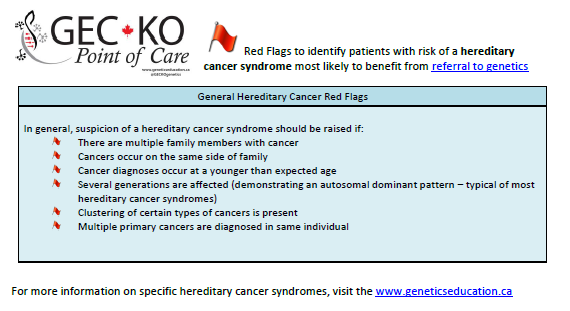 GEC KO
Point of Care
www.geneticseducation.ca
@GECKOgenetics
Red Flags to identify patients with risk of a hereditary
cancer syndrome most likely to benefit from referral to genetics
General Hereditary Cancer Red Flags
In general, suspicion of a hereditary cancer syndrome should be raised if:
There are multiple family members with cancer
Cancers occur on the same side of family
Cancer diagnoses occur at a younger than expected age
Several generations are affected (demonstrating an autosomal dominant pattern – typical of most
hereditary cancer syndromes)
Clustering of certain types of cancers is present
Multiple primary cancers are diagnosed in same individual
For more information on specific hereditary cancer syndromes, visit the www.geneticseducation.ca